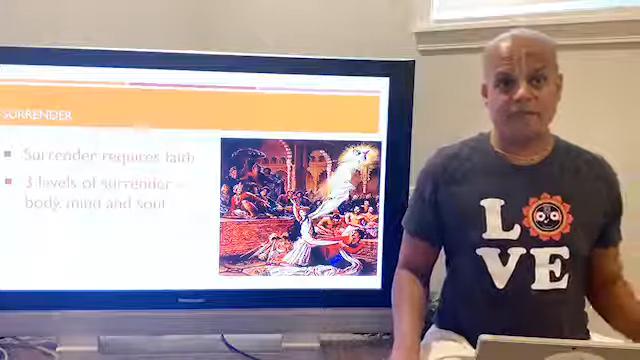 SURRENDER
Surrender requires faith
3 levels of surrender –
body, mind and soul
L
VE